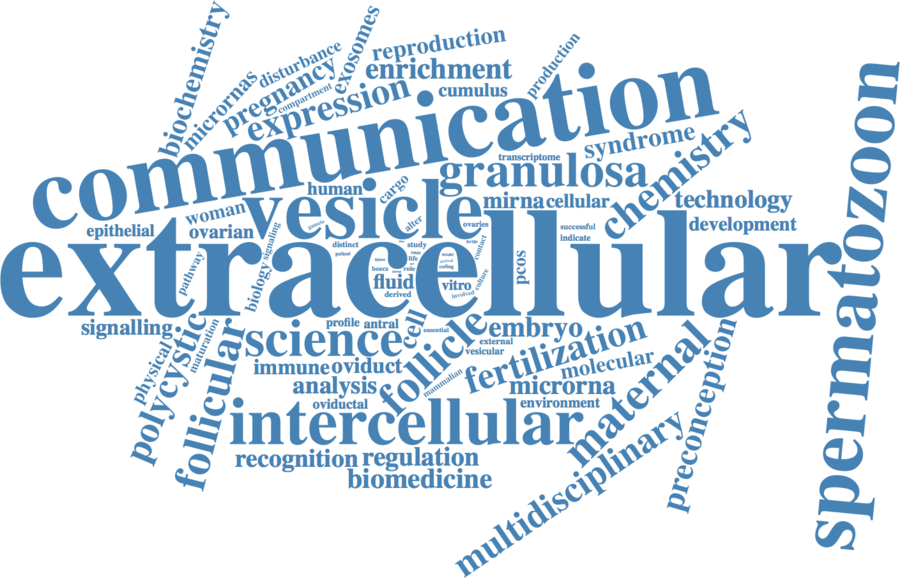 biochemistry
micrornas
disturbance
exosomes
pregnancy
compartment
expression
reproduction
enrichment
cumulus
production
communication
syndrome
transcriptome
granulosa
chemistry
spermatozoon
human
cargo
vesicle
mirna
cellular
technology
woman
alter
ovaries
successful
development
epithelial
ovarian
signaling
distinct
study
contact
indicate
patient
life
role
extracellular
pathway
biology
fluid
derived
vitro
involved
culture
pcos
signalling
profile
antral
cell
essential
embryo
science
follicle
external
vesicular
fertilization
physical
maturation
polycystic
follicular
immune
oviduct
mammalian
molecular
maternal
analysis
microrna
preconception
oviductal
environment
intercellular
recognition
regulation
biomedicine
multidisciplinary